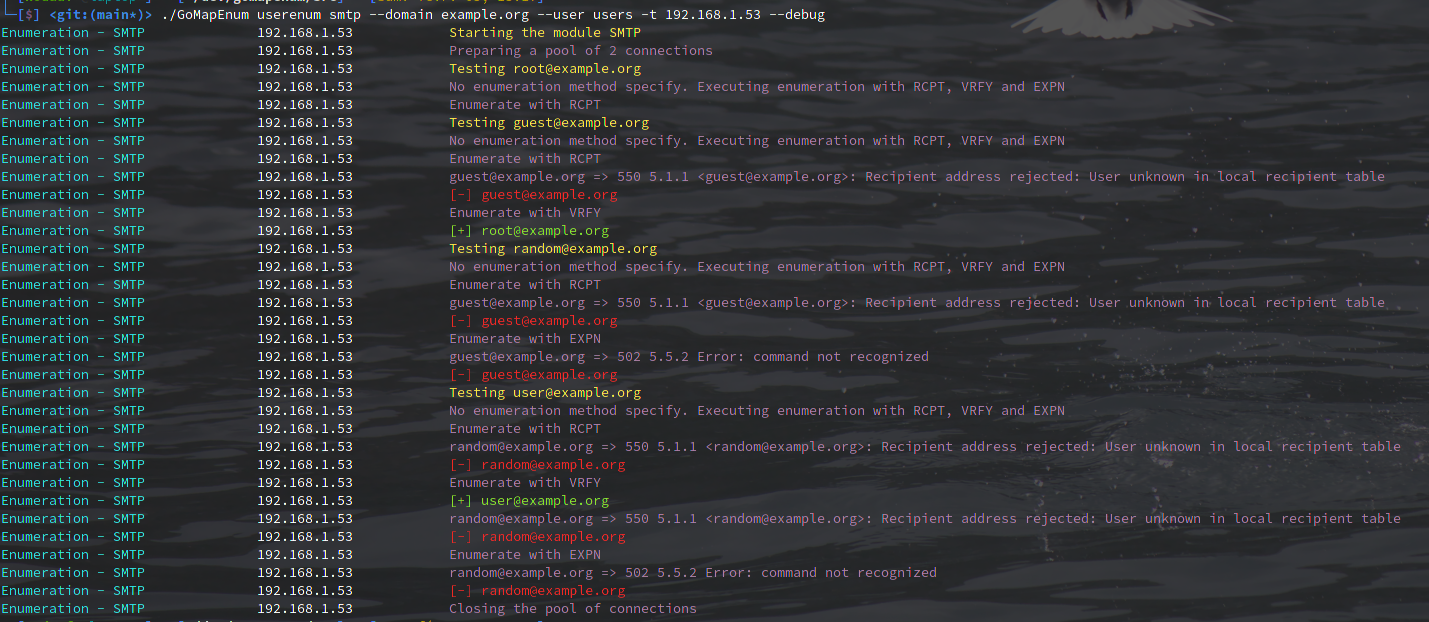 └─[$] <git:(main*)> ./GoMapEnum userenum smtp --domain example.org --user users -t 192.168.1.53 --debug
Enumeration - SMTP 192.168.1.53 Starting the module SMTP
Enumeration - SMTP 192.168.1.53 Preparing a pool of 2 connections
Enumeration - SMTP 192.168.1.53 Testing root@example.org
Enumeration - SMTP 192.168.1.53 No enumeration method specify. Executing enumeration with RCPT, VRFY and EXPN
Enumeration - SMTP 192.168.1.53 Enumerate with RCPT
Enumeration - SMTP 192.168.1.53 Testing guest@example.org
Enumeration - SMTP 192.168.1.53 No enumeration method specify. Executing enumeration with RCPT, VRFY and EXPN
Enumeration - SMTP 192.168.1.53 Enumerate with RCPT
Enumeration - SMTP 192.168.1.53 guest@example.org => 550 5.1.1 <guest@example.org>: Recipient address rejected: User unknown in local recipient table
Enumeration - SMTP 192.168.1.53 [-] guest@example.org
Enumeration - SMTP 192.168.1.53 Enumerate with VRFY
Enumeration - SMTP 192.168.1.53 [+] root@example.org
Enumeration - SMTP 192.168.1.53 Testing random@example.org
Enumeration - SMTP 192.168.1.53 No enumeration method specify. Executing enumeration with RCPT, VRFY and EXPN
Enumeration - SMTP 192.168.1.53 Enumerate with RCPT
Enumeration - SMTP 192.168.1.53 guest@example.org => 550 5.1.1 <guest@example.org>: Recipient address rejected: User unknown in local recipient table
Enumeration - SMTP 192.168.1.53 [-] guest@example.org
Enumeration - SMTP 192.168.1.53 Enumerate with EXPN
Enumeration - SMTP 192.168.1.53 guest@example.org => 502 5.5.2 Error: command not recognized
Enumeration - SMTP 192.168.1.53 [-] guest@example.org
Enumeration - SMTP 192.168.1.53 Testing user@example.org
Enumeration - SMTP 192.168.1.53 No enumeration method specify. Executing enumeration with RCPT, VRFY and EXPN
Enumeration - SMTP 192.168.1.53 Enumerate with RCPT
Enumeration - SMTP 192.168.1.53 random@example.org => 550 5.1.1 <random@example.org>: Recipient address rejected: User unknown in local recipient table
Enumeration - SMTP 192.168.1.53 [-] random@example.org
Enumeration - SMTP 192.168.1.53 Enumerate with VRFY
Enumeration - SMTP 192.168.1.53 [+] user@example.org
Enumeration - SMTP 192.168.1.53 random@example.org => 550 5.1.1 <random@example.org>: Recipient address rejected: User unknown in local recipient table
Enumeration - SMTP 192.168.1.53 [-] random@example.org
Enumeration - SMTP 192.168.1.53 Enumerate with EXPN
Enumeration - SMTP 192.168.1.53 random@example.org => 502 5.5.2 Error: command not recognized
Enumeration - SMTP 192.168.1.53 [-] random@example.org
Enumeration - SMTP 192.168.1.53 Closing the pool of connections